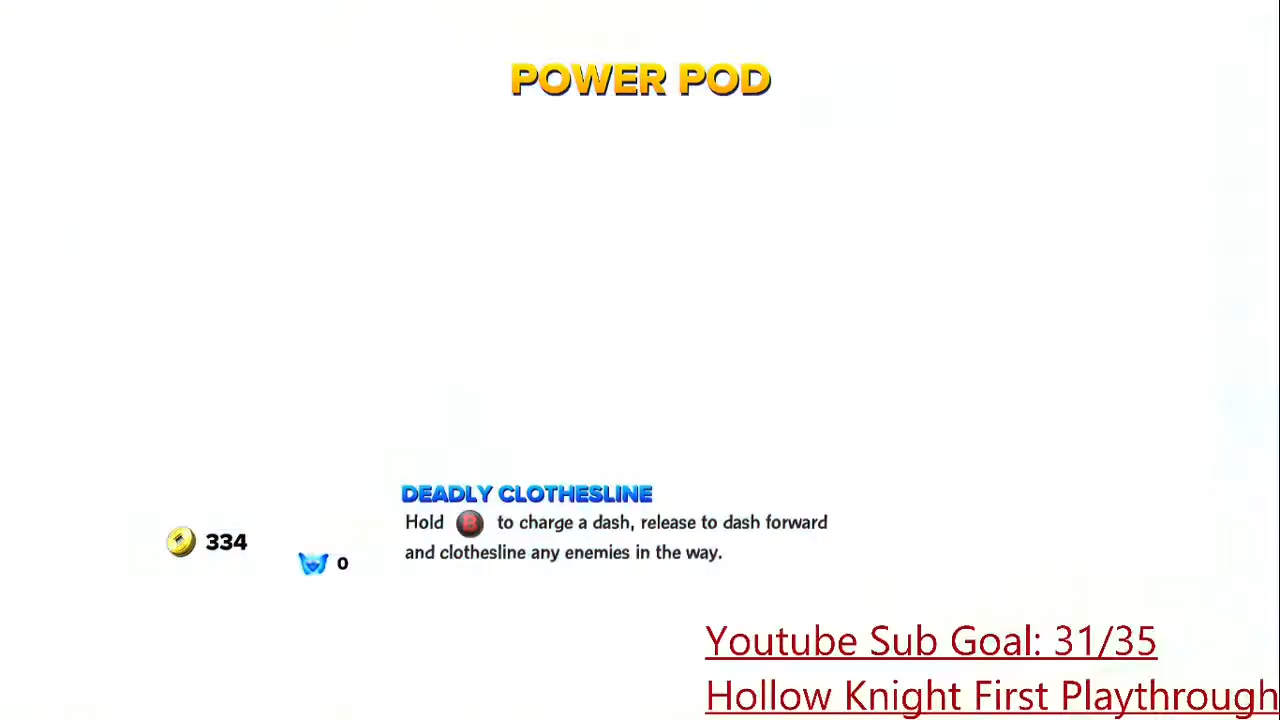 POWER POD
DEADLY CLOTHESLINE
Hold B to charge a dash, release to dash forward
and clothesline any enemies in the way.
334
0
Youtube Sub Goal: 31/35
Hollow Knight First Playthrough